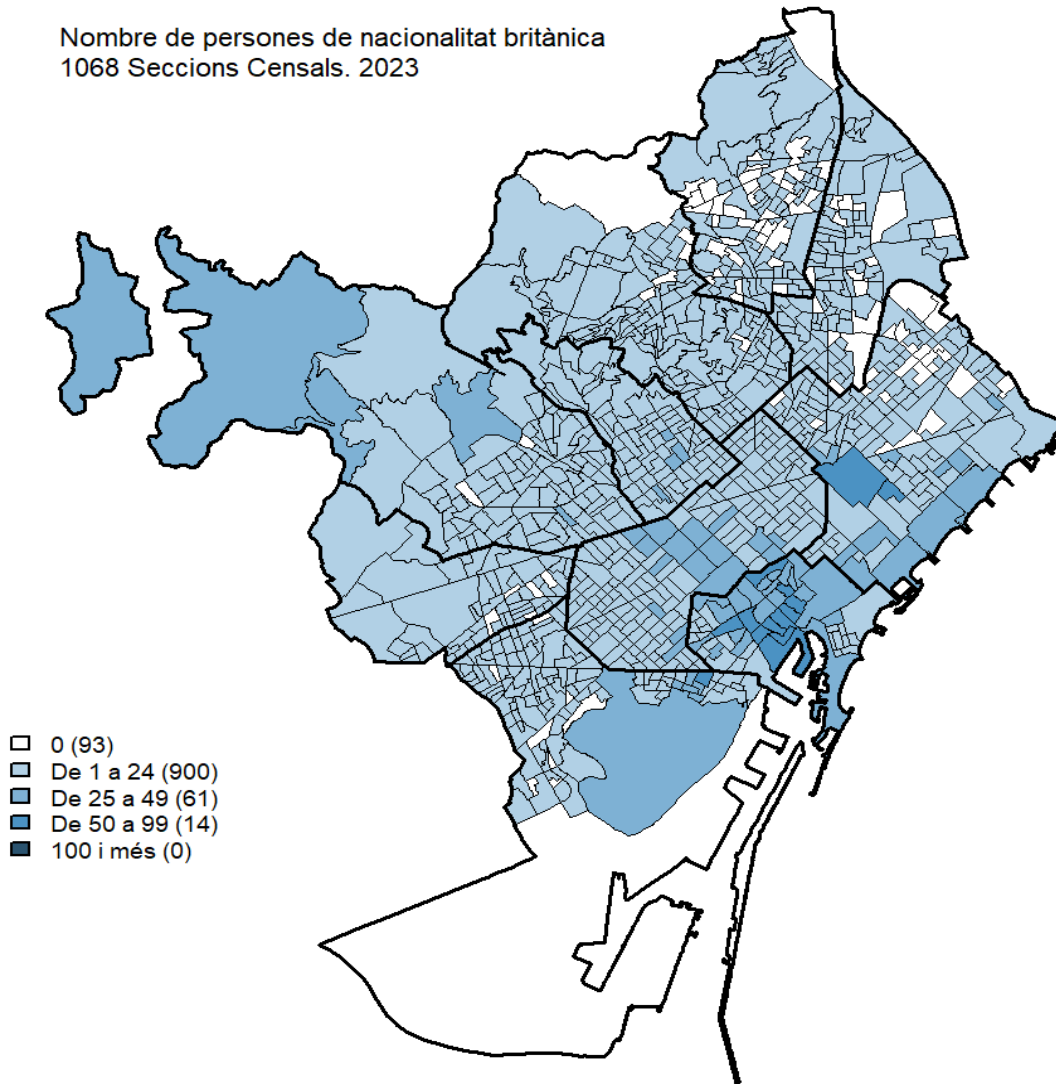 Nombre de persones de nacionalitat britànica
1068 Seccions Censals. 2023
0 (93)
De 1 a 24 (900)
De 25 a 49 (61)
De 50 a 99 (14)
100 i més (0)